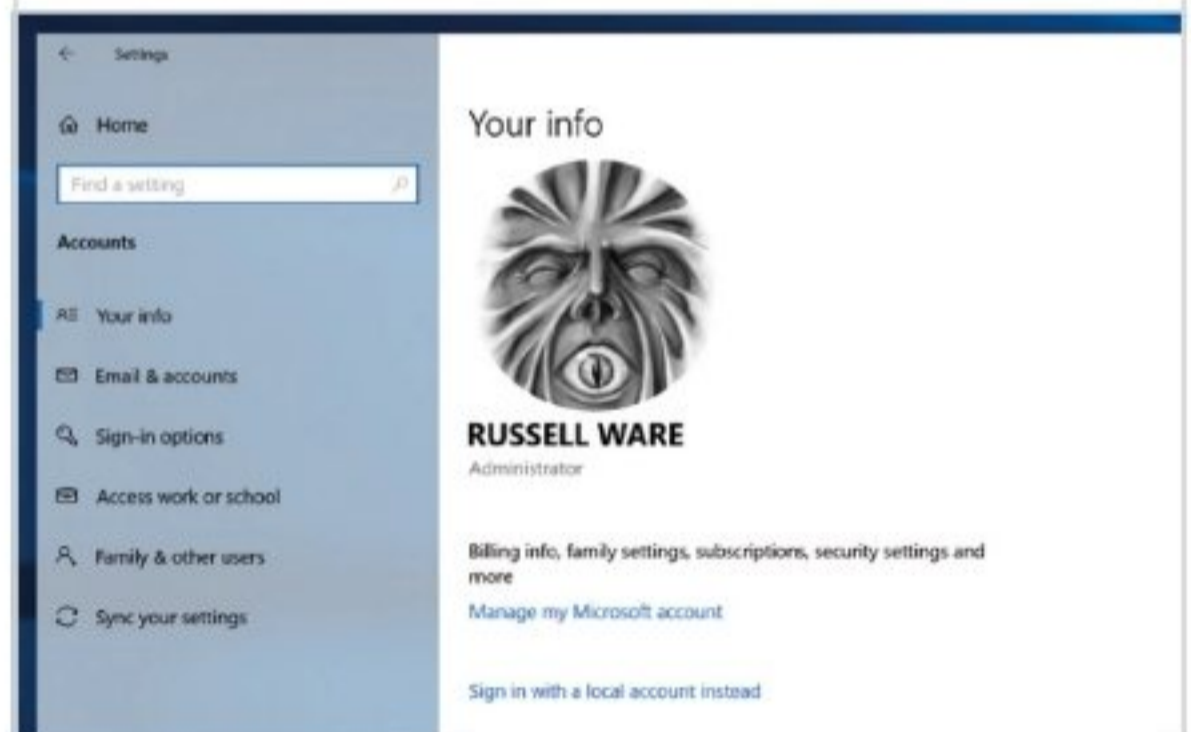 Settings
Home
Find a setting
Accounts
Your info
Email & accounts
Sign-in options
Access work or school
Family & other users
Sync your settings
Your info
RUSSELL WARE
Administrator
Billing info, family settings, subscriptions, security settings and
more
Manage my Microsoft account
Sign in with a local account instead